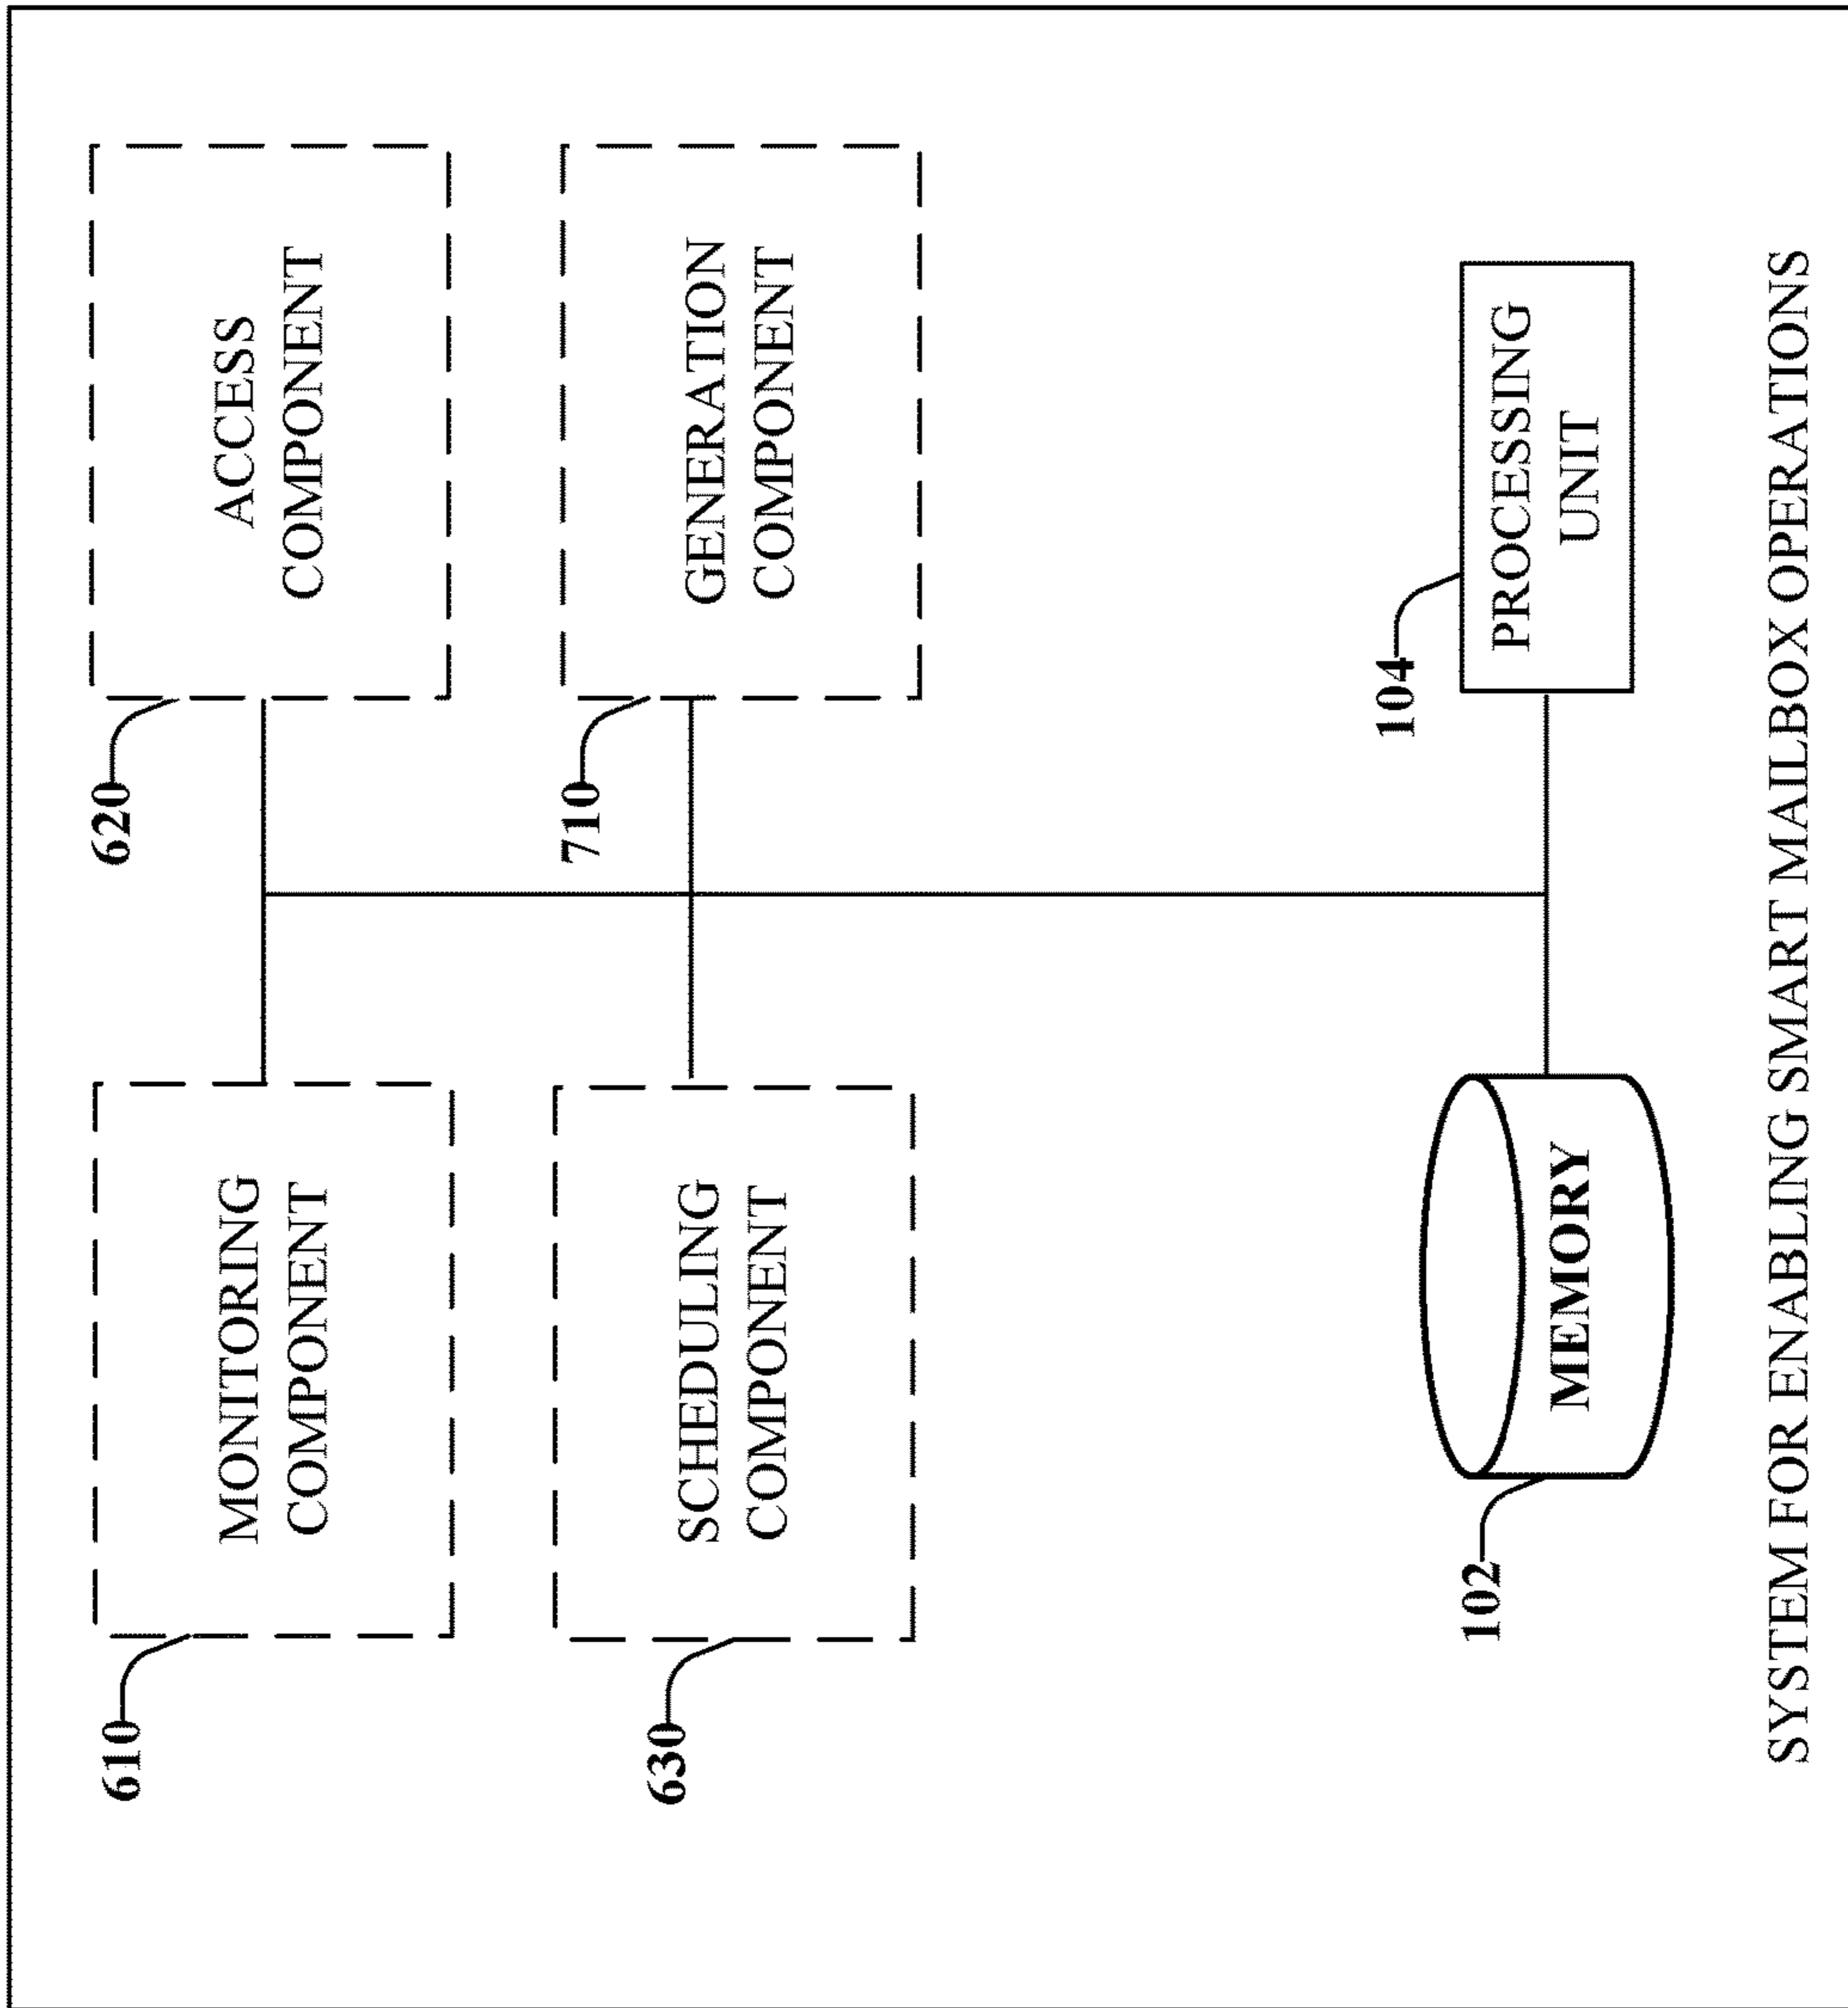 610
MONITORING
COMPONENT
620
ACCESS
COMPONENT
630
SCHEDULING
COMPONENT
710
GENERATION
COMPONENT
102
MEMORY
104
PROCESSING
UNIT
SYSTEM FOR ENABLING SMART MAILBOX OPERATIONS